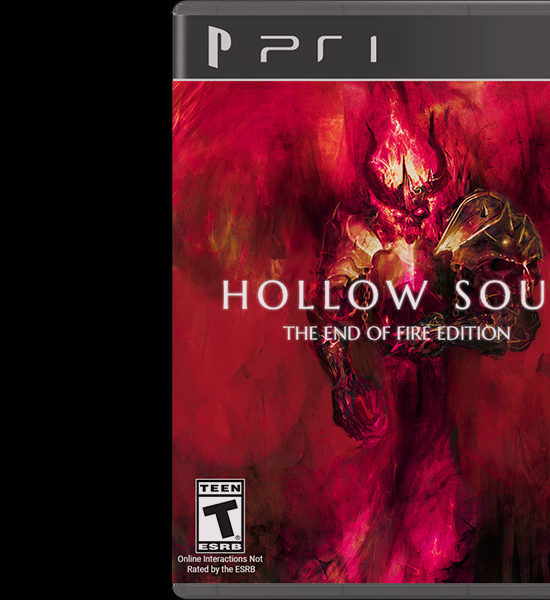 PRI
HOLLOW SOU
THE END OF FIRE EDITION
TEEN
T
ESRB
Online Interactions Not
Rated by the ESRB